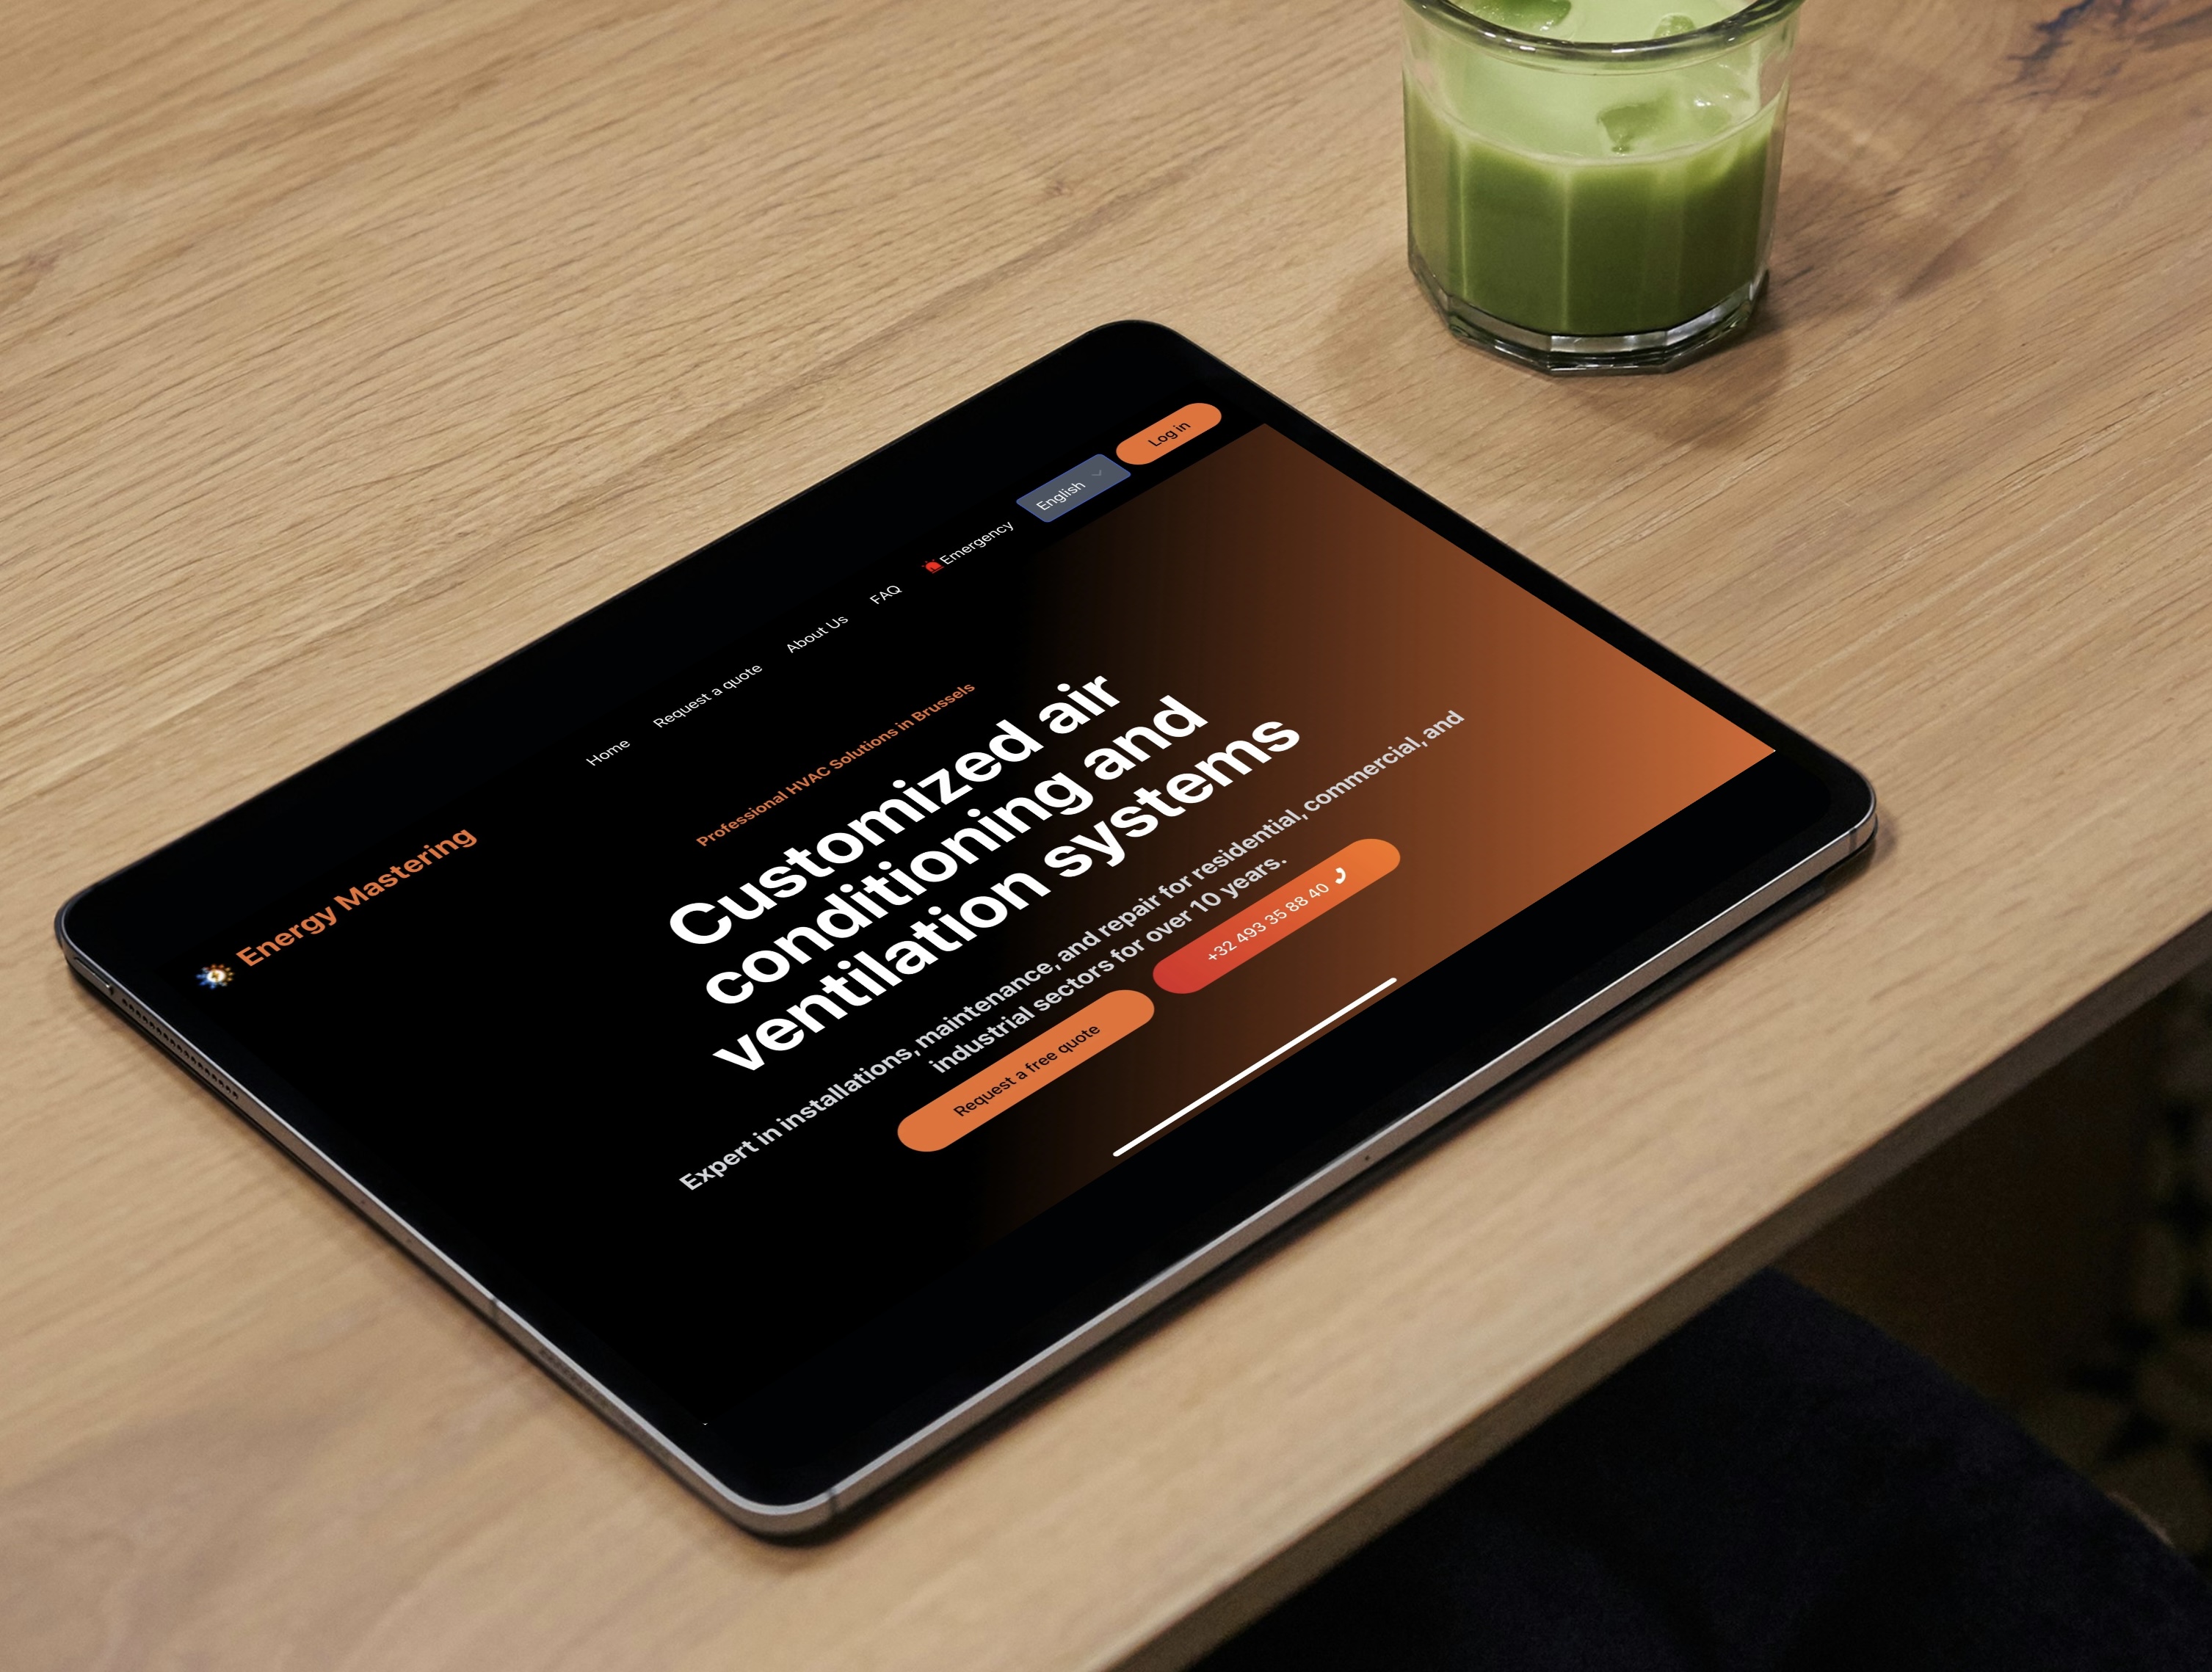 Energy Mastering
Home
Request a quote
About Us
FAQ
Emergency
English
Log in
Professional HVAC Solutions in Brussels
Customized air
conditioning and
ventilation systems
Expert in installations, maintenance, and repair for residential, commercial, and
industrial sectors for over 10 years.
Request a free quote
+32 493 35 88 40